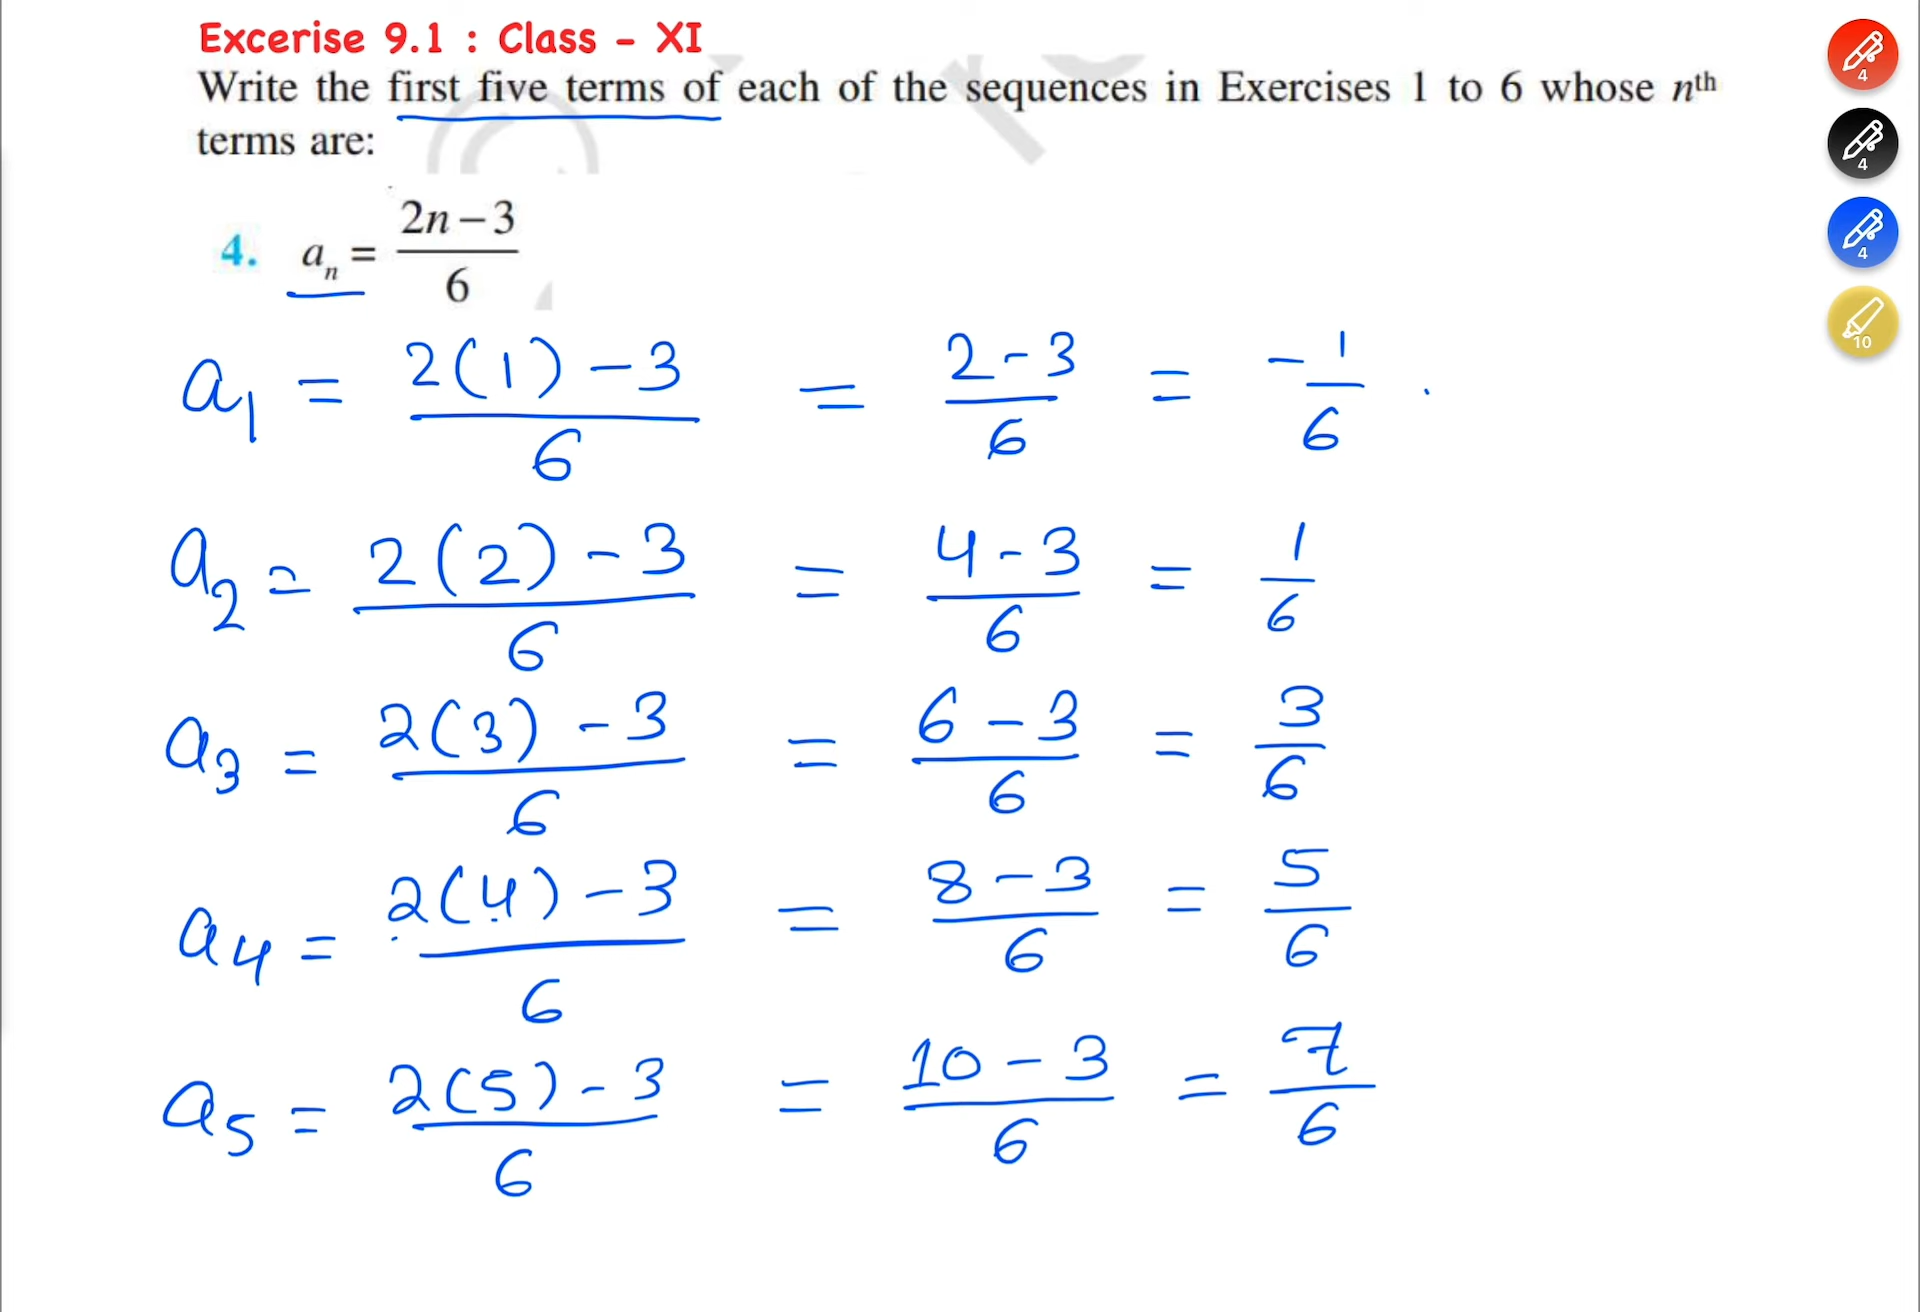 Excerise 9.1 : Class - XI
Write the first five terms of each of the sequences in Exercises 1 to 6 whose nth
terms are:
4. aₙ = (2n – 3)/6
a₁ = (2(1) - 3)/6 = (2 - 3)/6 = -1/6 .
a₂ = (2(2) - 3)/6 = (4 - 3)/6 = 1/6
a₃ = (2(3) - 3)/6 = (6 - 3)/6 = 3/6
a₄ = (2(4) - 3)/6 = (8 - 3)/6 = 5/6
a₅ = (2(5) - 3)/6 = (10 - 3)/6 = 7/6
4
4
4
10